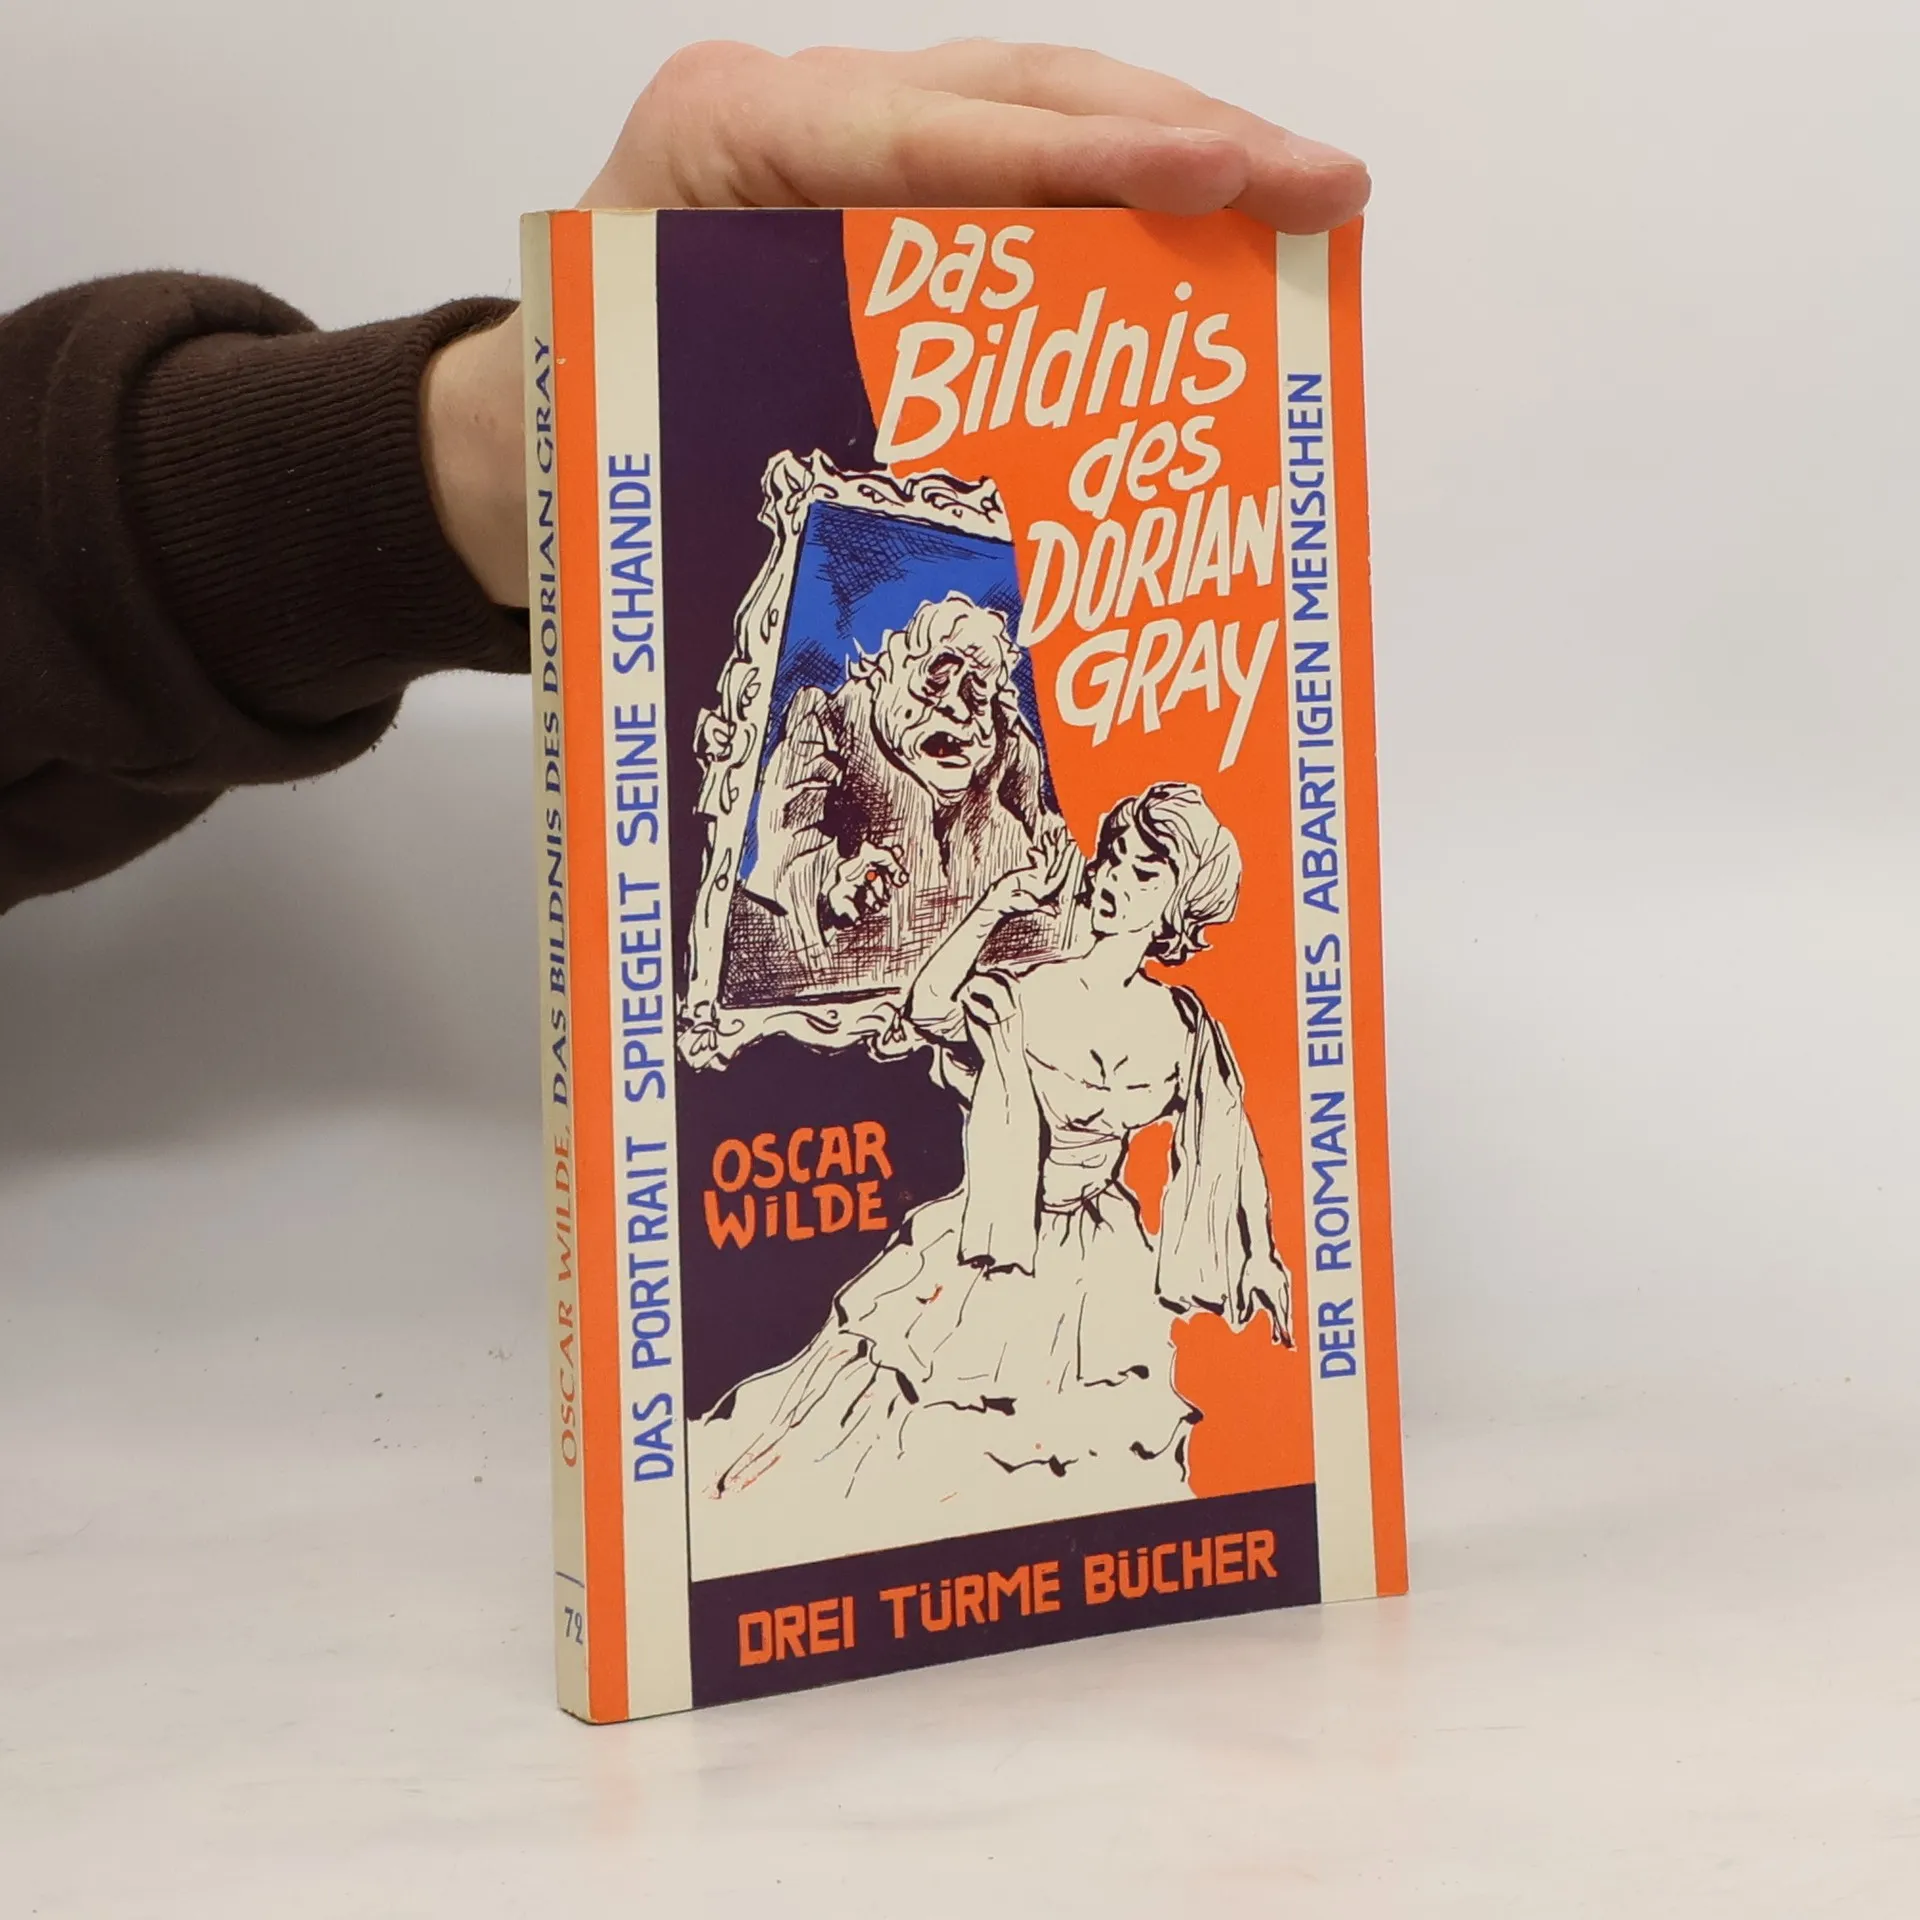 OSCAR WILDE, DAS BILDNIS DES DORIAN GRAY
72
DAS PORTRAIT SPIEGELT SEINE SCHANDE
Das
Bildnis
des
DORIAN
GRAY
OSCAR
WiLDE
DREI TÜRME BÜCHER
DER ROMAN EINES ABARTIGEN MENSCHEN